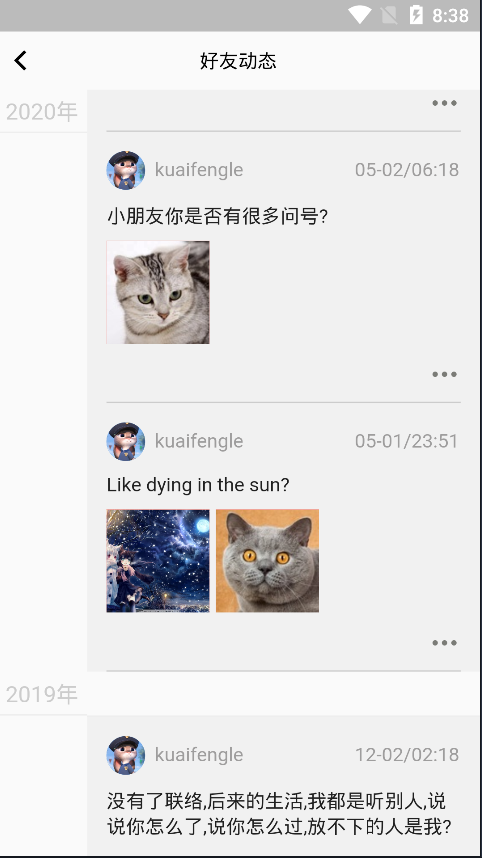 8:38
好友动态
2020年
kuaifengle 05-02/06:18
小朋友你是否有很多问号?
kuaifengle 05-01/23:51
Like dying in the sun?
2019年
kuaifengle 12-02/02:18
没有了联络,后来的生活,我都是听别人,说
说你怎么了,说你怎么过,放不下的人是我?